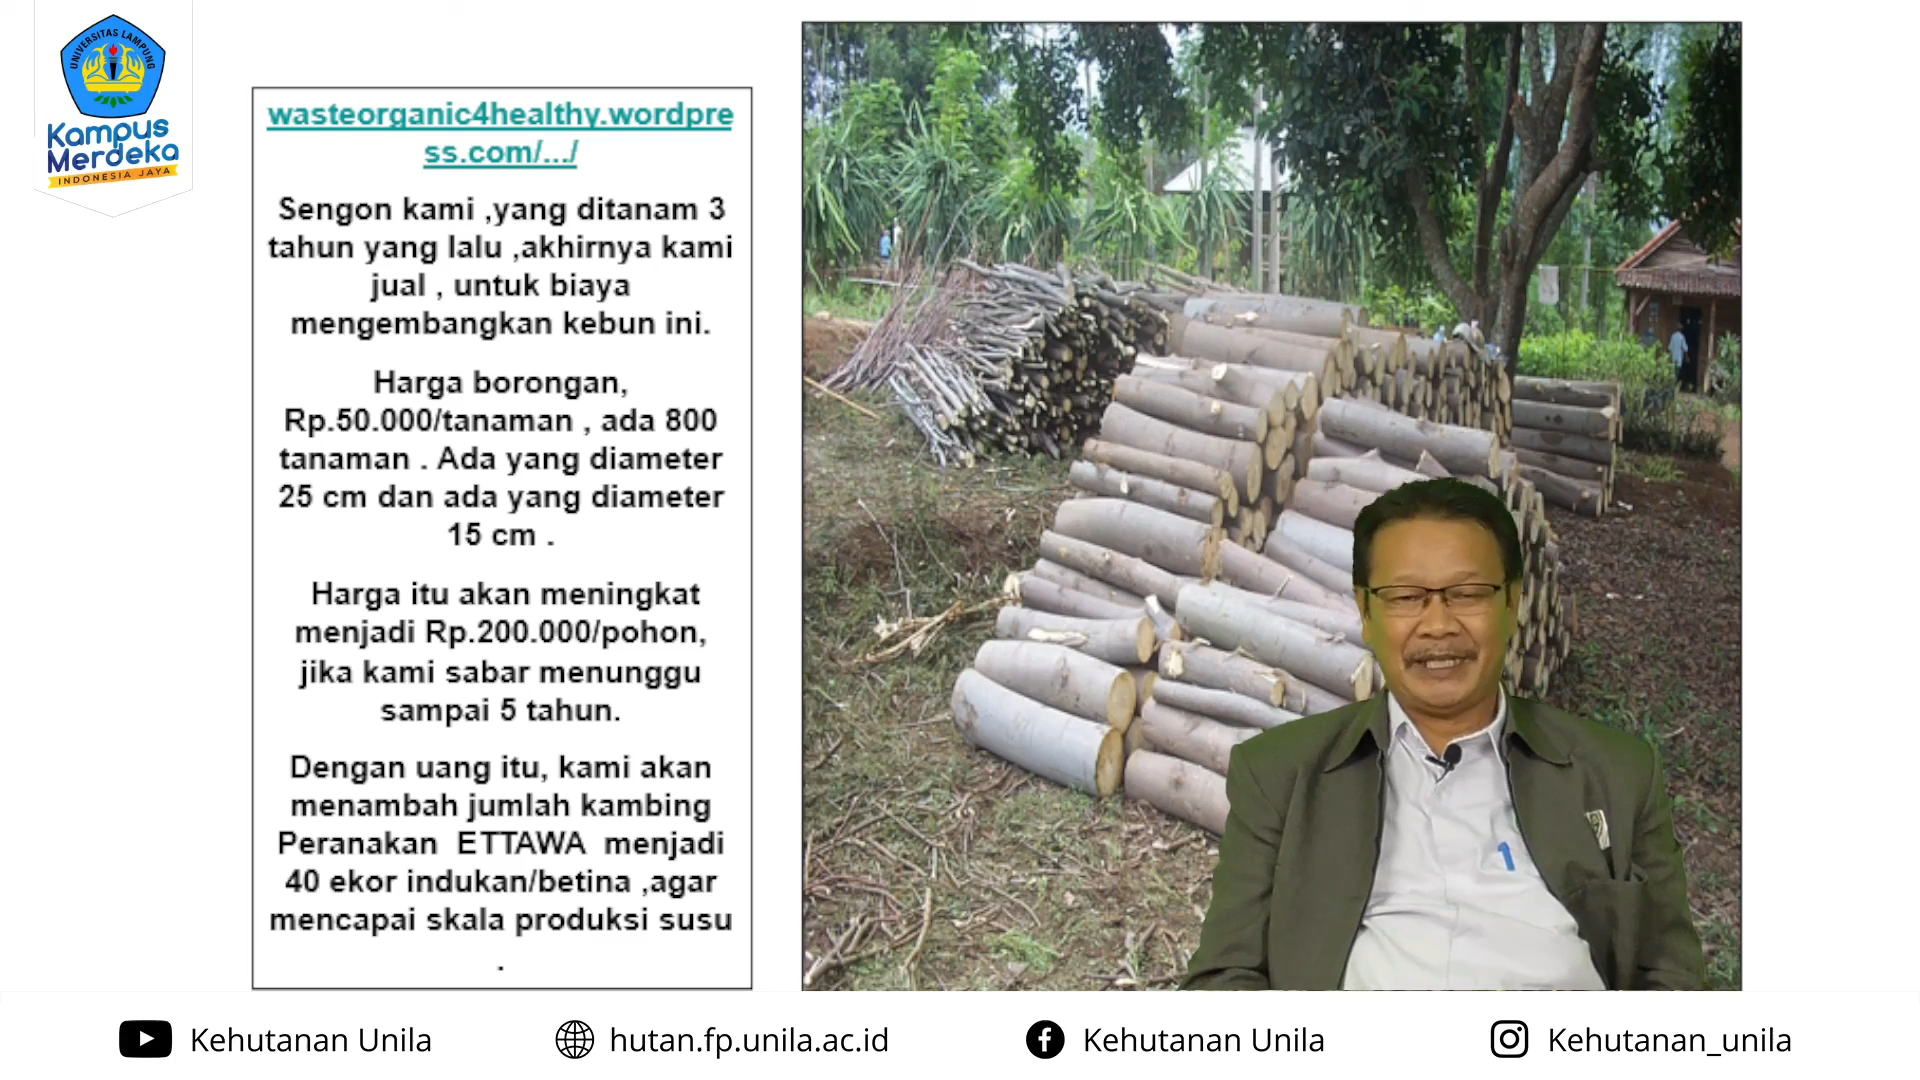 UNIVERSITAS LAMPUNG
Kampus
Merdeka
INDONESIA JAYA
wasteorganic4healthy.wordpre
ss.com/.../
Sengon kami ,yang ditanam 3
tahun yang lalu ,akhirnya kami
jual , untuk biaya
mengembangkan kebun ini.
Harga borongan,
Rp.50.000/tanaman , ada 800
tanaman . Ada yang diameter
25 cm dan ada yang diameter
15 cm .
Harga itu akan meningkat
menjadi Rp.200.000/pohon,
jika kami sabar menunggu
sampai 5 tahun.
Dengan uang itu, kami akan
menambah jumlah kambing
Peranakan ETTAWA menjadi
40 ekor indukan/betina ,agar
mencapai skala produksi susu
.
Kehutanan Unila
hutan.fp.unila.ac.id
Kehutanan Unila
Kehutanan_unila